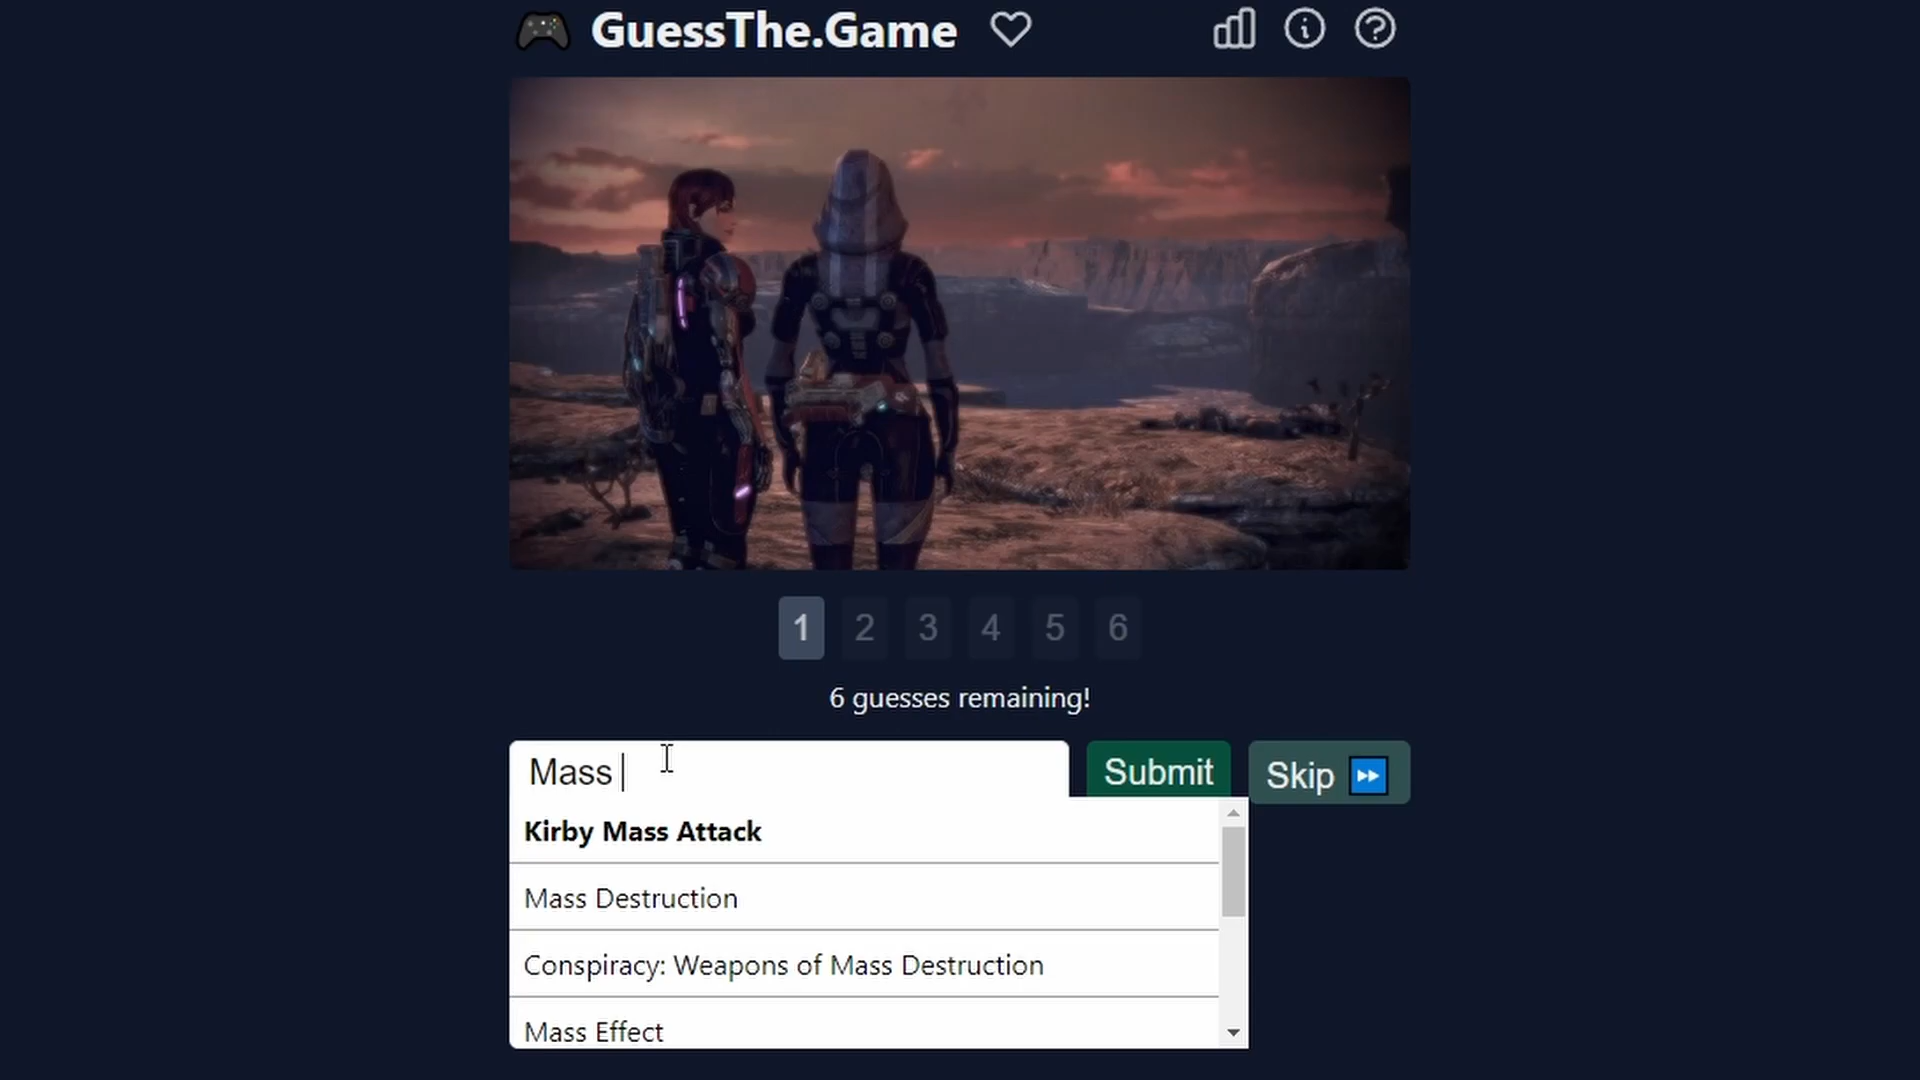 GuessThe.Game
1 2 3 4 5 6
6 guesses remaining!
Mass
Submit
Skip
Kirby Mass Attack
Mass Destruction
Conspiracy: Weapons of Mass Destruction
Mass Effect